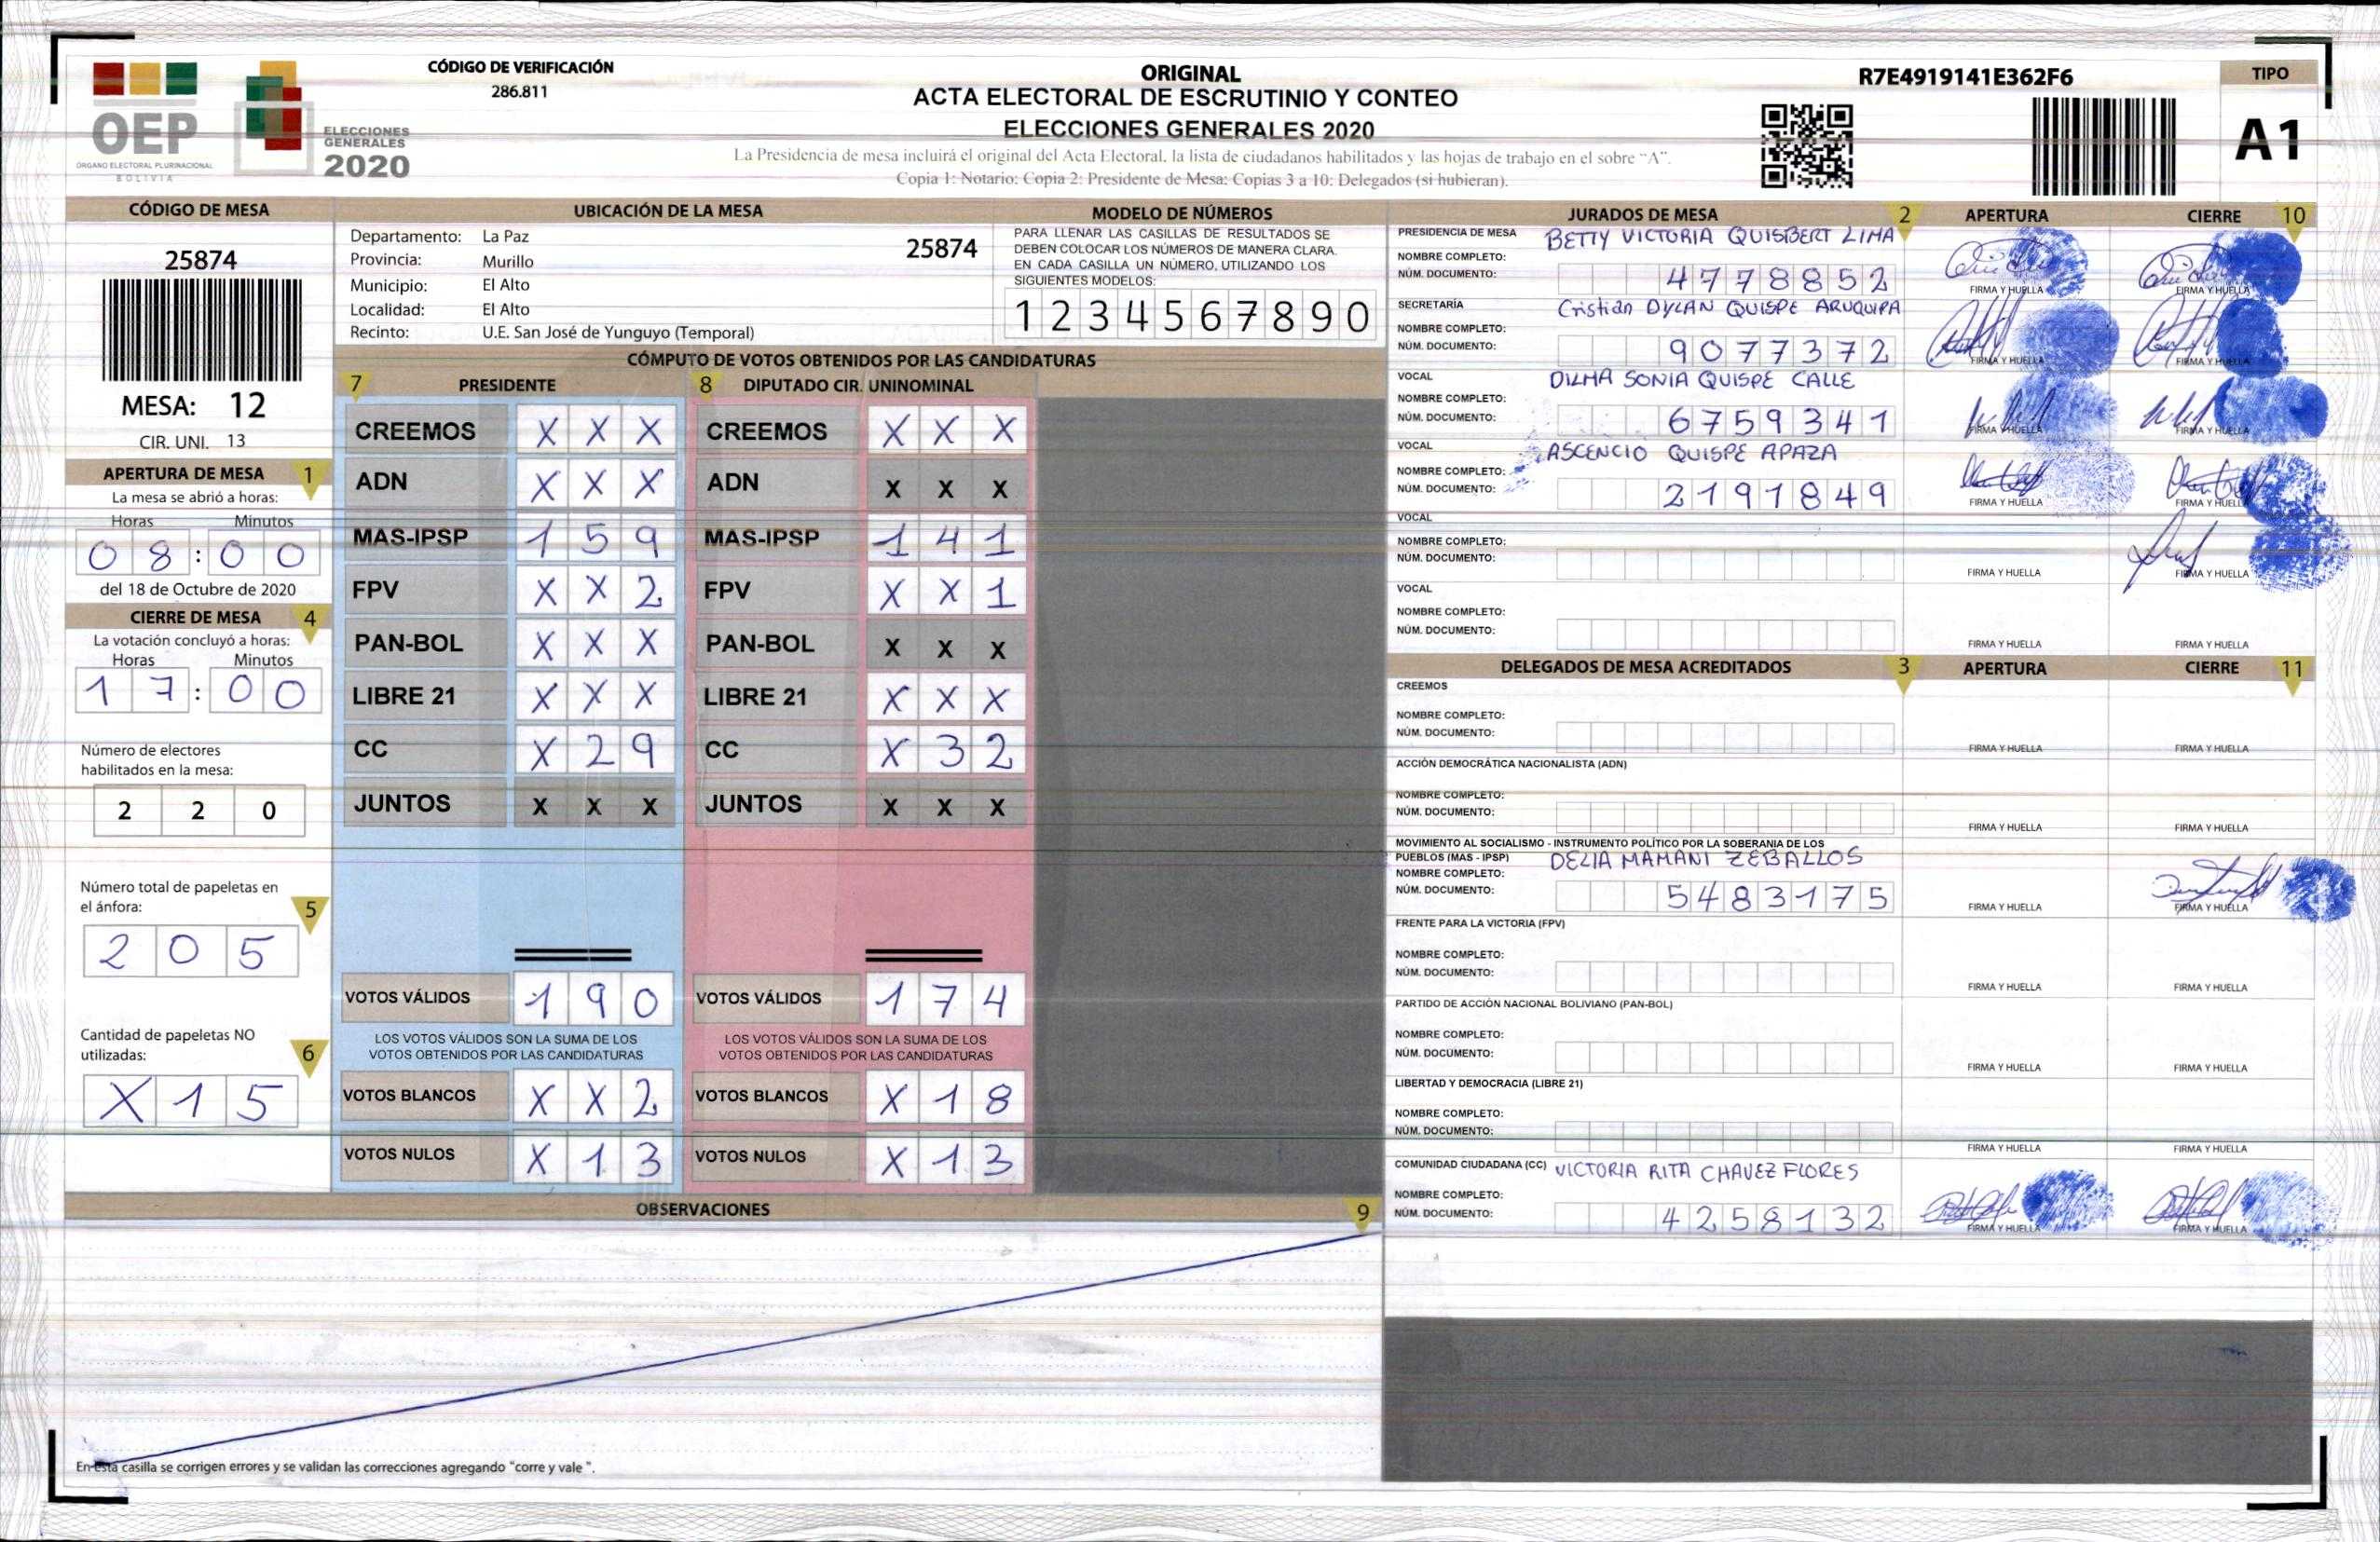 OEP
ÓRGANO ELECTORAL PLURINACIONAL
BOLIVIA
ELECCIONES
GENERALES
2020
CÓDIGO DE VERIFICACIÓN
286.811
ORIGINAL
ACTA ELECTORAL DE ESCRUTINIO Y CONTEO
ELECCIONES GENERALES 2020
La Presidencia de mesa incluirá el original del Acta Electoral, la lista de ciudadanos habilitados y las hojas de trabajo en el sobre "A".
Copia 1: Notario; Copia 2: Presidente de Mesa; Copias 3 a 10: Delegados (si hubieran).
R7E4919141E362F6
TIPO
A1
CÓDIGO DE MESA
25874
MESA: 12
CIR. UNI. 13
APERTURA DE MESA 1
La mesa se abrió a horas:
Horas Minutos
08:00
del 18 de Octubre de 2020
CIERRE DE MESA 4
La votación concluyó a horas:
Horas Minutos
17:00
Número de electores
habilitados en la mesa:
2 2 0
Número total de papeletas en
el ánfora:
5
2 0 5
Cantidad de papeletas NO
utilizadas:
6
X 1 5
UBICACIÓN DE LA MESA
Departamento: La Paz
25874
Provincia: Murillo
Municipio: El Alto
Localidad: El Alto
Recinto: U.E. San José de Yunguyo (Temporal)
MODELO DE NÚMEROS
PARA LLENAR LAS CASILLAS DE RESULTADOS SE
DEBEN COLOCAR LOS NÚMEROS DE MANERA CLARA.
EN CADA CASILLA UN NÚMERO, UTILIZANDO LOS
SIGUIENTES MODELOS:
1 2 3 4 5 6 7 8 9 0
CÓMPUTO DE VOTOS OBTENIDOS POR LAS CANDIDATURAS
7 PRESIDENTE 8 DIPUTADO CIR. UNINOMINAL
CREEMOS X X X CREEMOS X X X
ADN X X X ADN X X X
MAS-IPSP 1 5 9 MAS-IPSP 1 4 1
FPV X X 2 FPV X X 1
PAN-BOL X X X PAN-BOL X X X
LIBRE 21 X X X LIBRE 21 X X X
CC X 2 9 CC X 3 2
JUNTOS X X X JUNTOS X X X
VOTOS VÁLIDOS 1 9 0 VOTOS VÁLIDOS 1 7 4
LOS VOTOS VÁLIDOS SON LA SUMA DE LOS LOS VOTOS VÁLIDOS SON LA SUMA DE LOS
VOTOS OBTENIDOS POR LAS CANDIDATURAS VOTOS OBTENIDOS POR LAS CANDIDATURAS
VOTOS BLANCOS X X 2 VOTOS BLANCOS X 1 8
VOTOS NULOS X 1 3 VOTOS NULOS X 1 3
OBSERVACIONES 9
En esta casilla se corrigen errores y se validan las correcciones agregando "corre y vale ".
JURADOS DE MESA 2 APERTURA CIERRE 10
PRESIDENCIA DE MESA BETTY VICTORIA QUISBERT LIMA
NOMBRE COMPLETO:
NÚM. DOCUMENTO: 4778852
FIRMA Y HUELLA FIRMA Y HUELLA
SECRETARÍA Cristian DYLAN QUISPE ARUQUIPA
NOMBRE COMPLETO:
NÚM. DOCUMENTO: 9077372
FIRMA Y HUELLA FIRMA Y HUELLA
VOCAL DILMA SONIA QUISPE CALLE
NOMBRE COMPLETO:
NÚM. DOCUMENTO: 6759341
FIRMA Y HUELLA FIRMA Y HUELLA
VOCAL ASCENCIO QUISPE APAZA
NOMBRE COMPLETO:
NÚM. DOCUMENTO: 2191849
FIRMA Y HUELLA FIRMA Y HUELLA
VOCAL
NOMBRE COMPLETO:
NÚM. DOCUMENTO:
FIRMA Y HUELLA FIRMA Y HUELLA
VOCAL
NOMBRE COMPLETO:
NÚM. DOCUMENTO:
FIRMA Y HUELLA FIRMA Y HUELLA
DELEGADOS DE MESA ACREDITADOS 3 APERTURA CIERRE 11
CREEMOS
NOMBRE COMPLETO:
NÚM. DOCUMENTO:
FIRMA Y HUELLA FIRMA Y HUELLA
ACCIÓN DEMOCRÁTICA NACIONALISTA (ADN)
NOMBRE COMPLETO:
NÚM. DOCUMENTO:
FIRMA Y HUELLA FIRMA Y HUELLA
MOVIMIENTO AL SOCIALISMO - INSTRUMENTO POLÍTICO POR LA SOBERANIA DE LOS
PUEBLOS (MAS - IPSP) DELIA MAMANI ZEBALLOS
NOMBRE COMPLETO:
NÚM. DOCUMENTO: 5483175
FIRMA Y HUELLA FIRMA Y HUELLA
FRENTE PARA LA VICTORIA (FPV)
NOMBRE COMPLETO:
NÚM. DOCUMENTO:
FIRMA Y HUELLA FIRMA Y HUELLA
PARTIDO DE ACCIÓN NACIONAL BOLIVIANO (PAN-BOL)
NOMBRE COMPLETO:
NÚM. DOCUMENTO:
FIRMA Y HUELLA FIRMA Y HUELLA
LIBERTAD Y DEMOCRACIA (LIBRE 21)
NOMBRE COMPLETO:
NÚM. DOCUMENTO:
FIRMA Y HUELLA FIRMA Y HUELLA
COMUNIDAD CIUDADANA (CC) VICTORIA RITA CHAVEZ FLORES
NOMBRE COMPLETO:
NÚM. DOCUMENTO: 4258132
FIRMA Y HUELLA FIRMA Y HUELLA